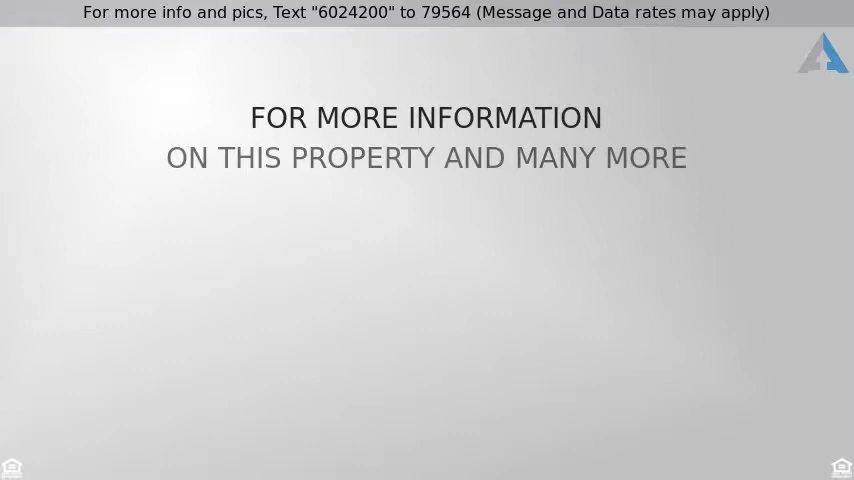 For more info and pics, Text "6024200" to 79564 (Message and Data rates may apply)
FOR MORE INFORMATION
ON THIS PROPERTY AND MANY MORE